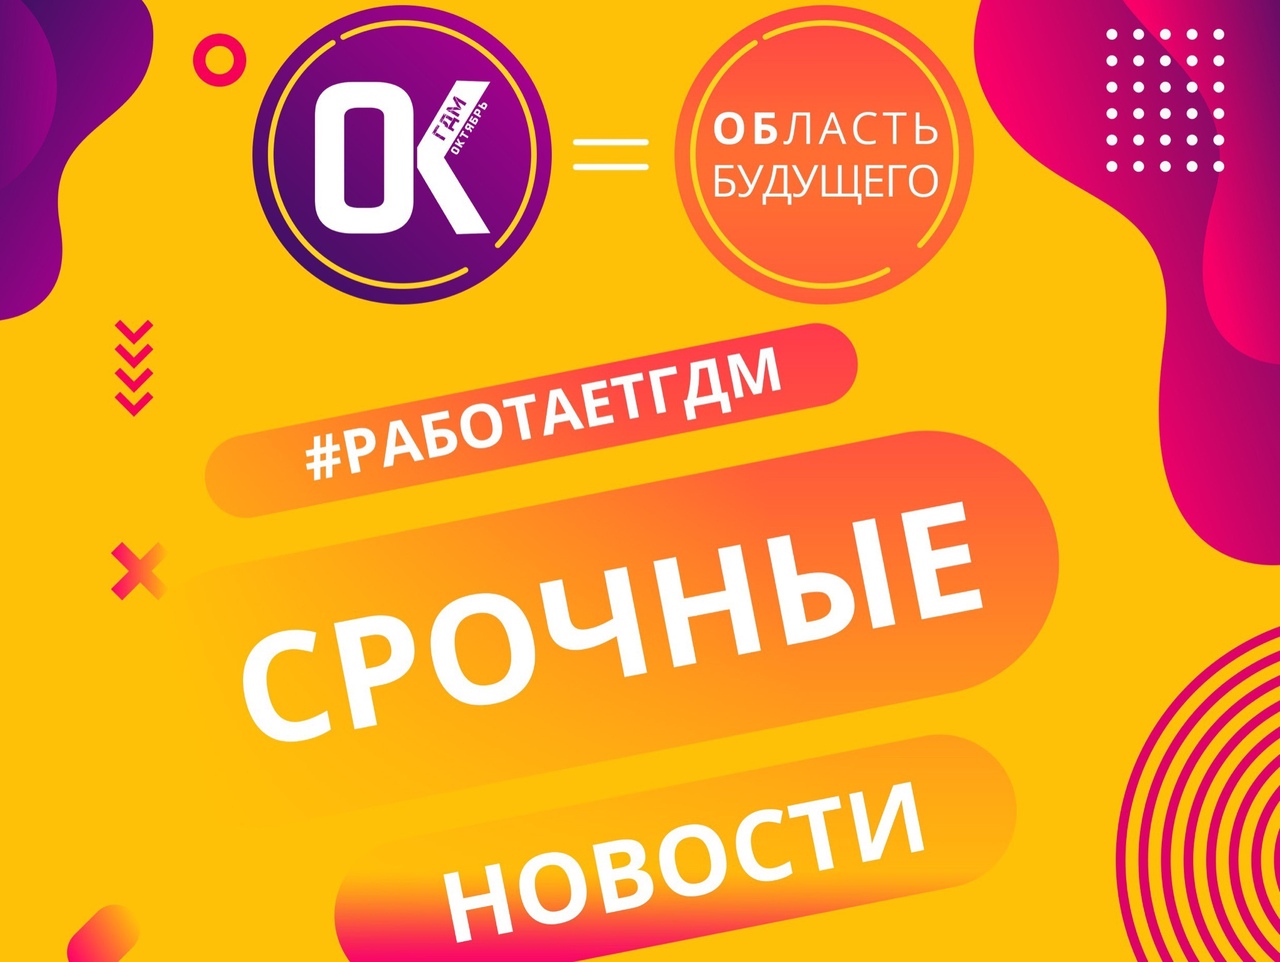 ОК
ГДМ
ОКТЯБРЬ
=
ОБЛАСТЬ
БУДУЩЕГО
#РАБОТАЕТГДМ
СРОЧНЫЕ
НОВОСТИ